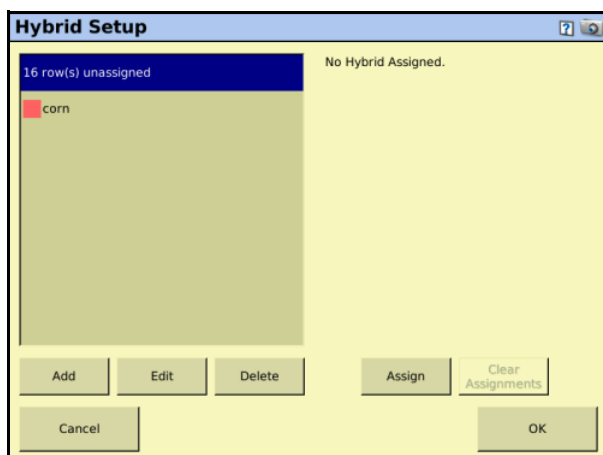 Hybrid Setup
?
16 row(s) unassigned
No Hybrid Assigned.
corn
Add
Edit
Delete
Assign
Clear
Assignments
Cancel
OK